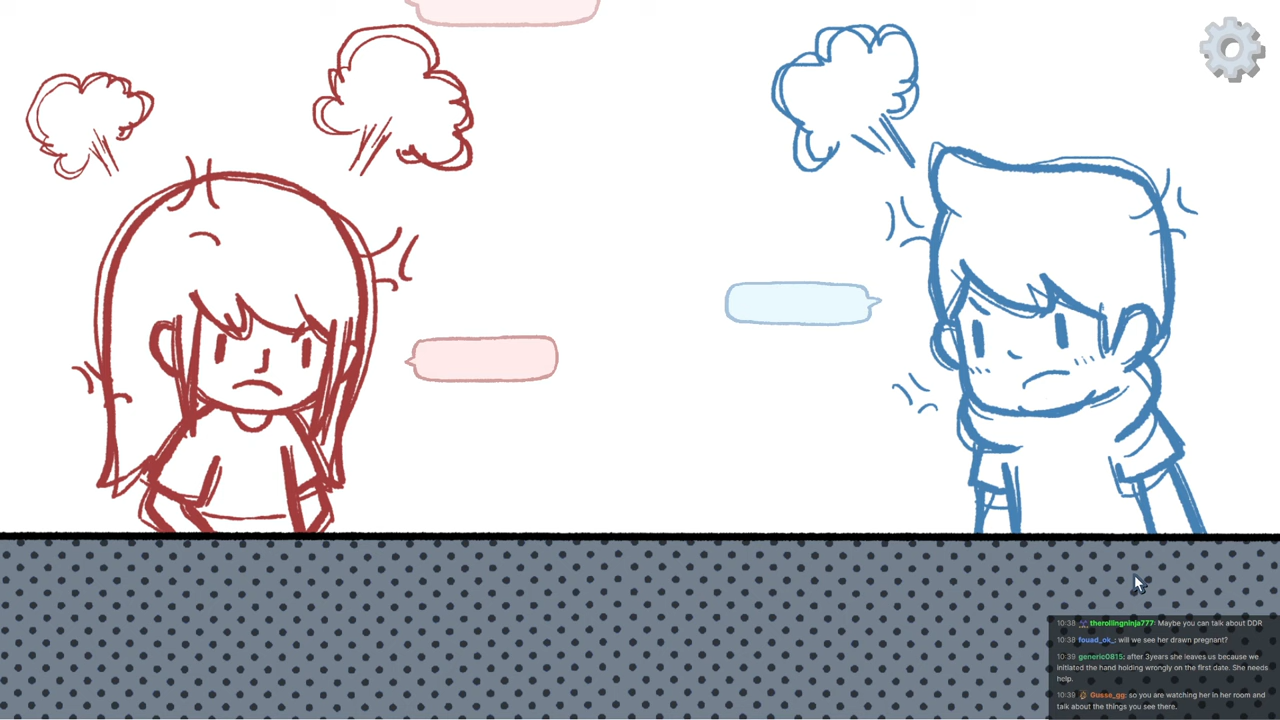 10:38 therollingninja777: Maybe you can talk about DDR
10:38 fouad_ok_: will we see her drawn pregnant?
10:39 generic0815: after 3years she leaves us because we
initiated the hand holding wrongly on the first date. She needs
help.
10:39 Gusse_gg: so you are watching her in her room and
talk about the things you see there.